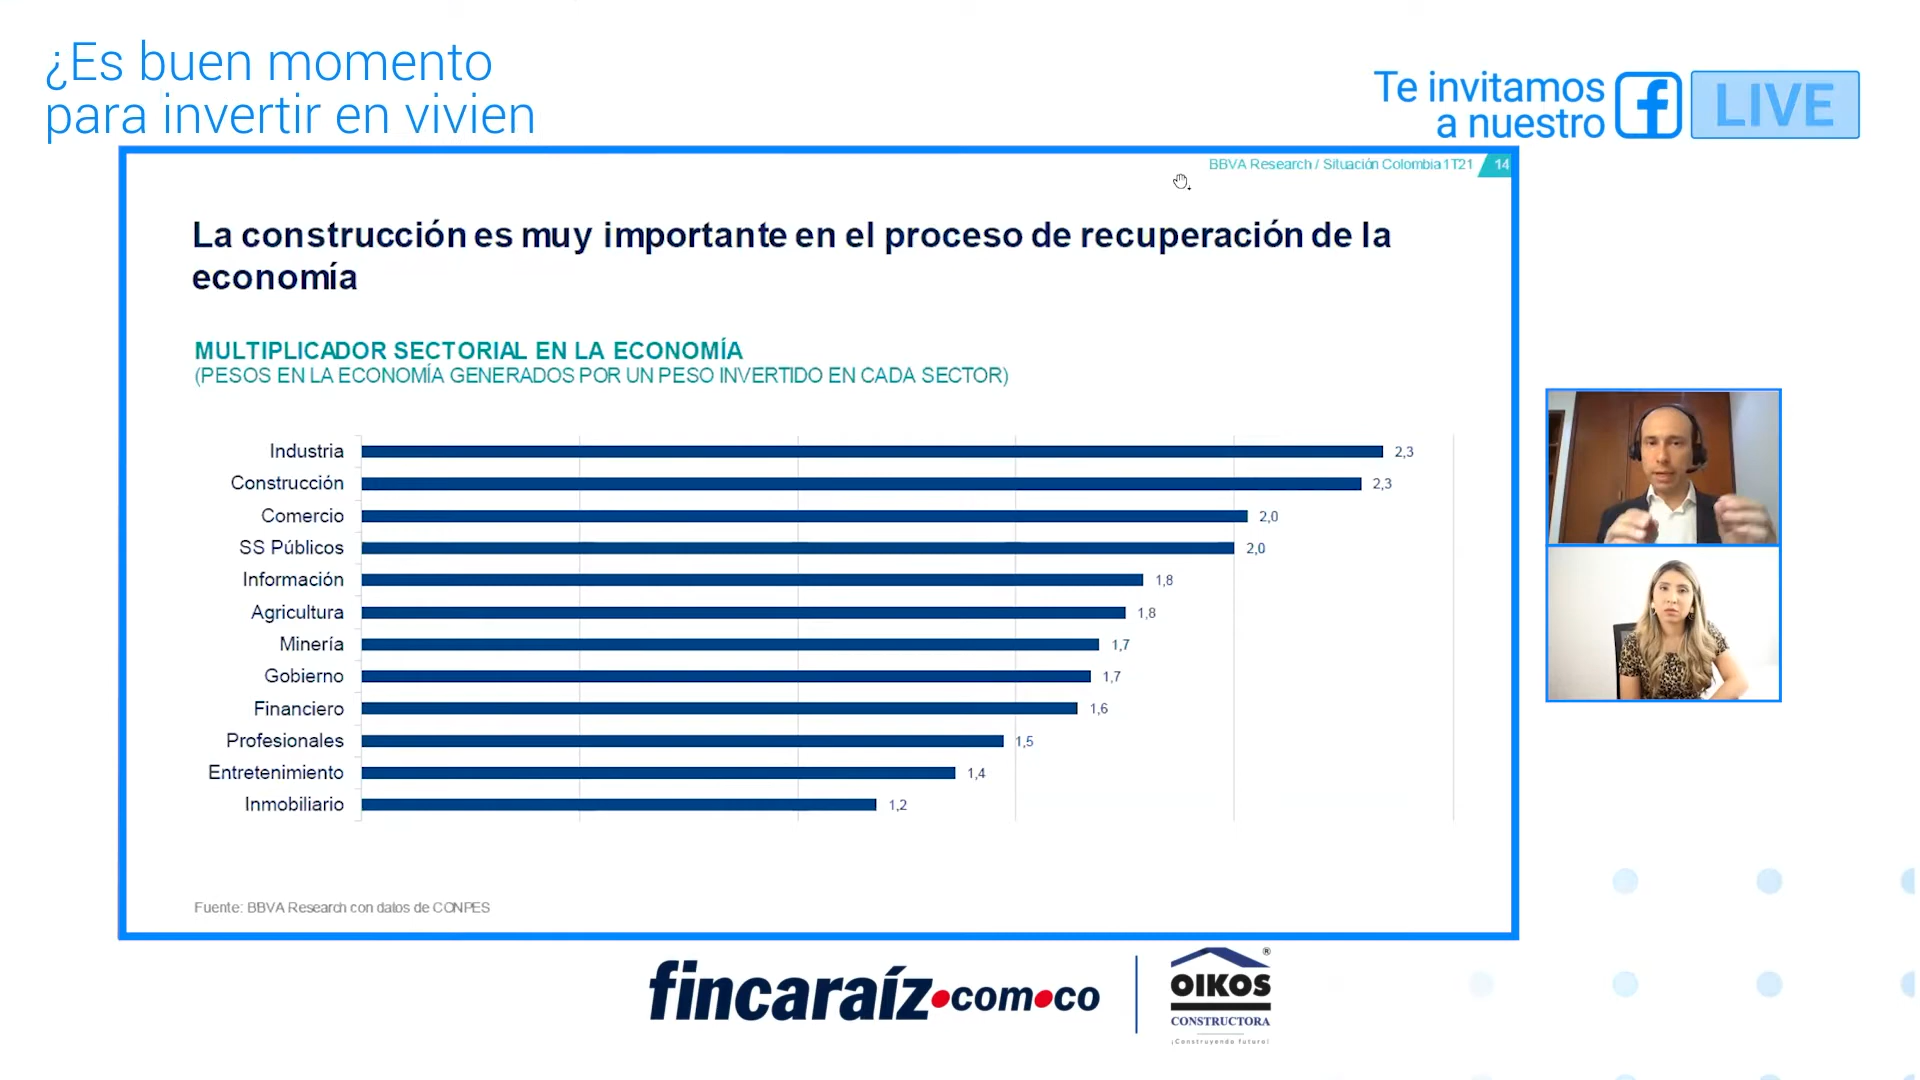 ¿Es buen momento
para invertir en vivien
Te invitamos
a nuestro
LIVE
BBVA Research / Situación Colombia 1T21
14
La construcción es muy importante en el proceso de recuperación de la
economía
MULTIPLICADOR SECTORIAL EN LA ECONOMÍA
(PESOS EN LA ECONOMÍA GENERADOS POR UN PESO INVERTIDO EN CADA SECTOR)
Industria 2,3
Construcción 2,3
Comercio 2,0
SS Públicos 2,0
Información 1,8
Agricultura 1,8
Minería 1,7
Gobierno 1,7
Financiero 1,6
Profesionales 1,5
Entretenimiento 1,4
Inmobiliario 1,2
Fuente: BBVA Research con datos de CONPES
fincaraíz.com.co
OIKOS®
CONSTRUCTORA
¡Construyendo futuro!